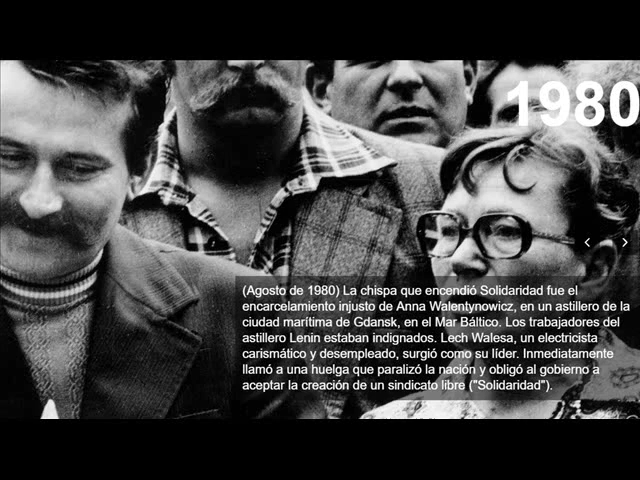 1980
(Agosto de 1980) La chispa que encendió Solidaridad fue el
encarcelamiento injusto de Anna Walentynowicz, en un astillero de la
ciudad marítima de Gdansk, en el Mar Báltico. Los trabajadores del
astillero Lenin estaban indignados. Lech Walesa, un electricista
carismático y desempleado, surgió como su líder. Inmediatamente
llamó a una huelga que paralizó la nación y obligó al gobierno a
aceptar la creación de un sindicato libre ("Solidaridad").